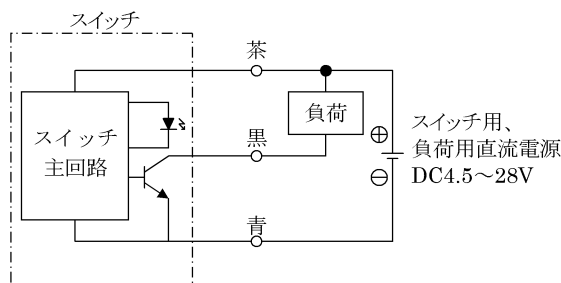 スイッチ
茶
負荷
スイッチ
主回路
黒
⊕
⊖
スイッチ用、
負荷用直流電源
DC4.5～28V
青